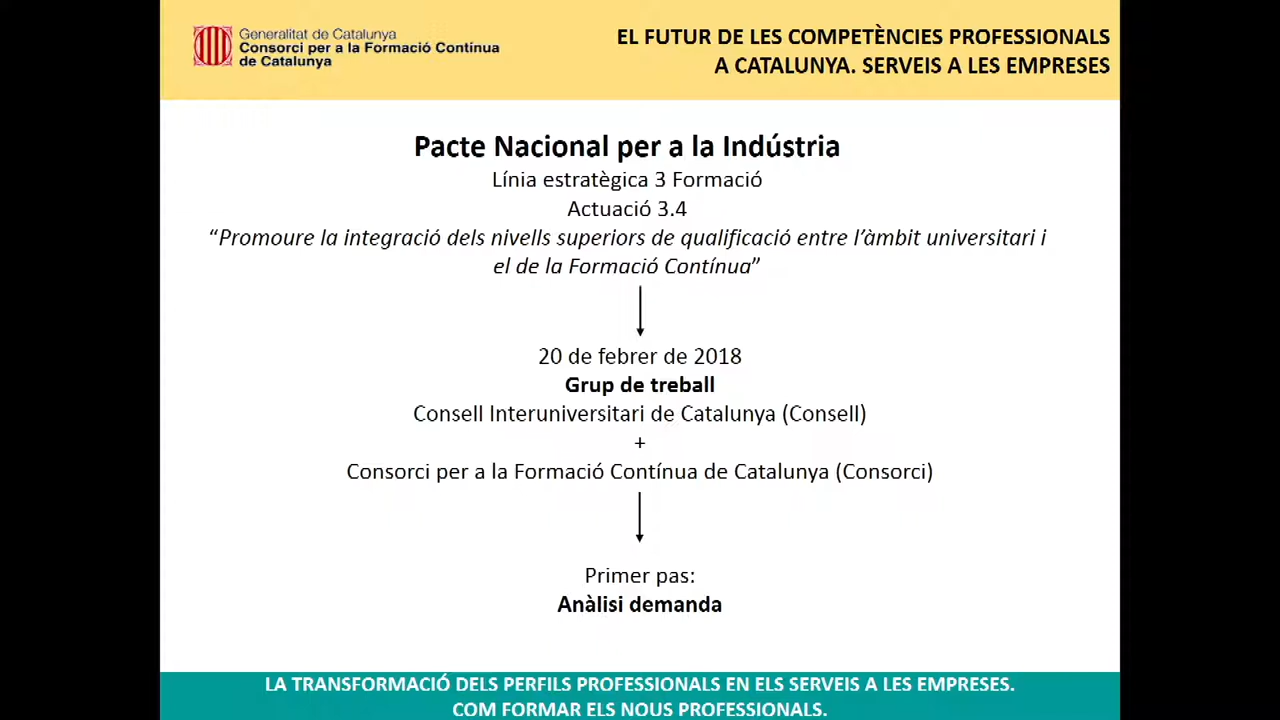 Generalitat de Catalunya
Consorci per a la Formació Contínua
de Catalunya
EL FUTUR DE LES COMPETÈNCIES PROFESSIONALS
A CATALUNYA. SERVEIS A LES EMPRESES
Pacte Nacional per a la Indústria
Línia estratègica 3 Formació
Actuació 3.4
“Promoure la integració dels nivells superiors de qualificació entre l’àmbit universitari i
el de la Formació Contínua”
20 de febrer de 2018
Grup de treball
Consell Interuniversitari de Catalunya (Consell)
+
Consorci per a la Formació Contínua de Catalunya (Consorci)
Primer pas:
Anàlisi demanda
LA TRANSFORMACIÓ DELS PERFILS PROFESSIONALS EN ELS SERVEIS A LES EMPRESES.
COM FORMAR ELS NOUS PROFESSIONALS.